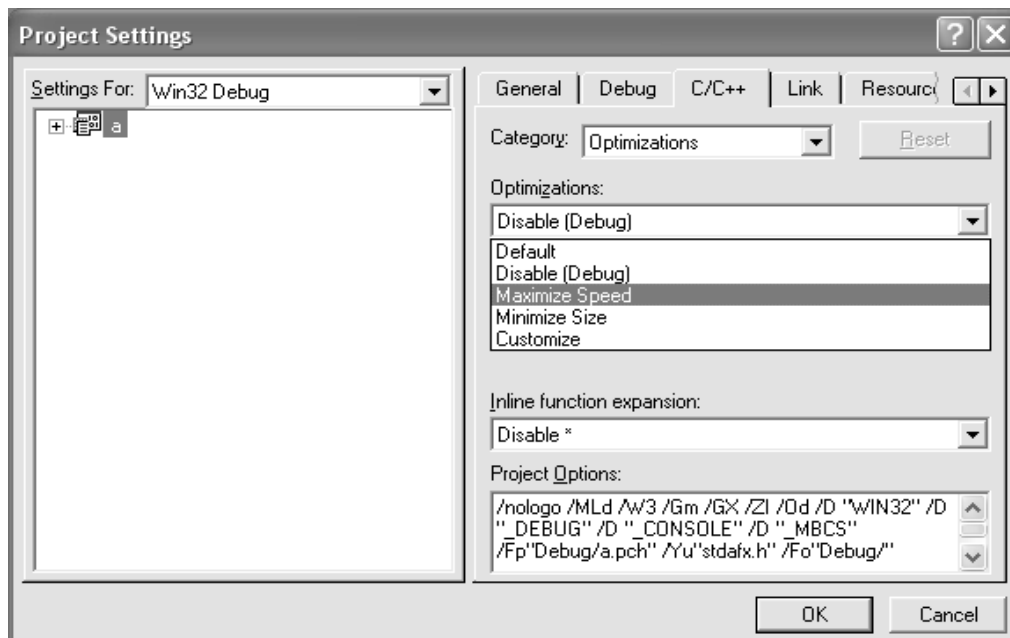 Project Settings
Settings For: Win32 Debug
a
General Debug C/C++ Link Resourc
Category: Optimizations Reset
Optimizations:
Disable (Debug)
Default
Disable (Debug)
Maximize Speed
Minimize Size
Customize
Inline function expansion:
Disable *
Project Options:
/nologo /MLd /W3 /Gm /GX /ZI /Od /D "WIN32" /D
"_DEBUG" /D "_CONSOLE" /D "_MBCS"
/Fp"Debug/a.pch" /Yu"stdafx.h" /Fo"Debug/"
OK Cancel